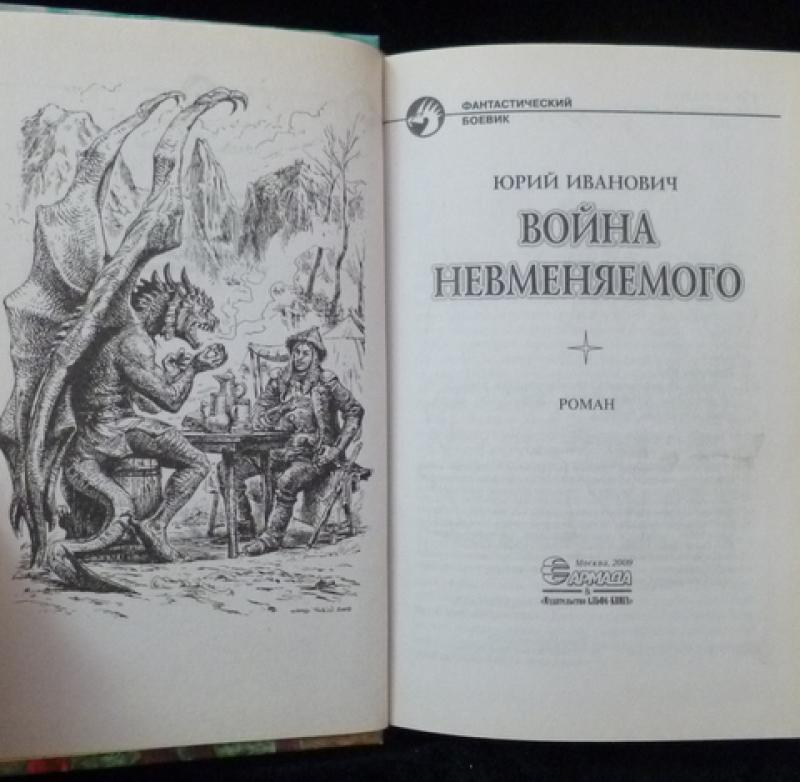 ФАНТАСТИЧЕСКИЙ
БОЕВИК
ЮРИЙ ИВАНОВИЧ
ВОЙНА
НЕВМЕНЯЕМОГО
РОМАН
Москва, 2009
АРМАДА
&
«Издательство АЛЬФА-КНИГА»